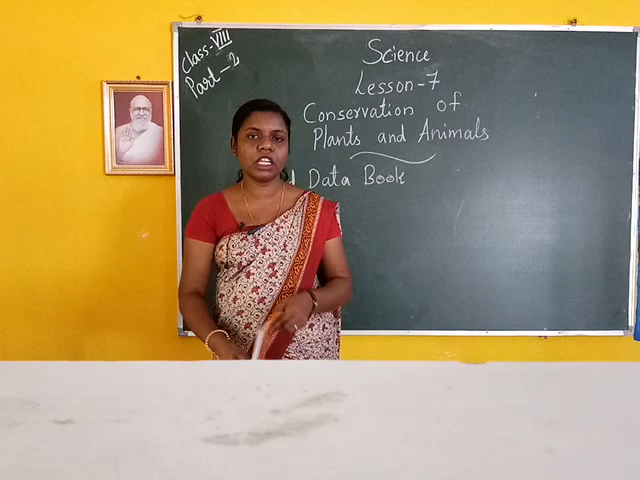 Class-VIII
Part-2
Science
Lesson-7
Conservation of
Plants and Animals
Data Book